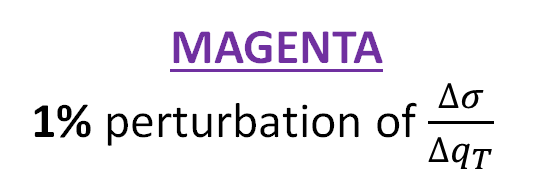 MAGENTA
1% perturbation of Δσ/Δq_T